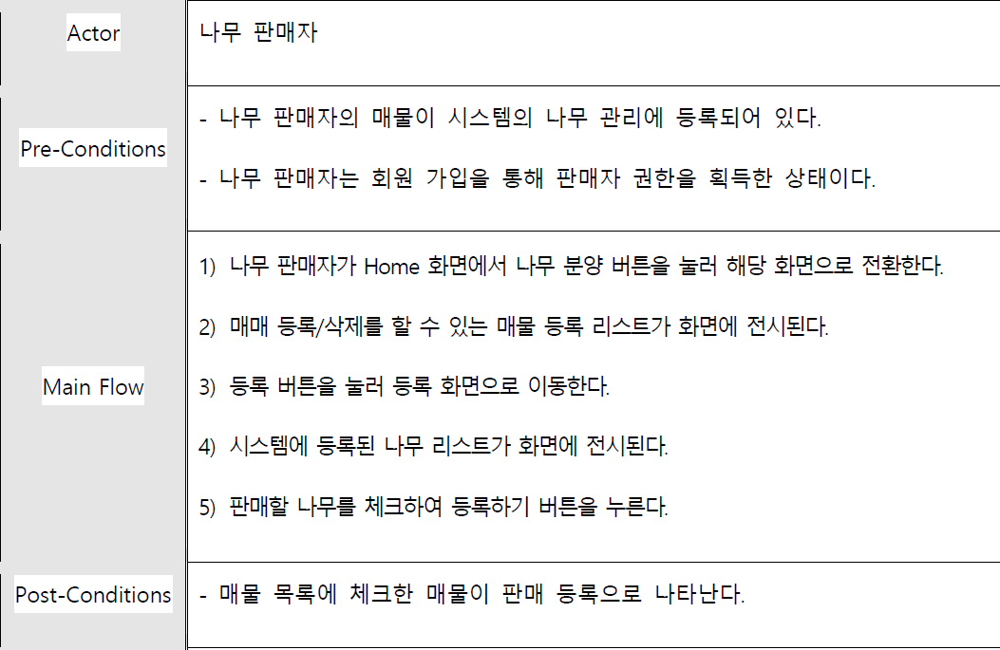 Actor
나무 판매자
Pre-Conditions
- 나무 판매자의 매물이 시스템의 나무 관리에 등록되어 있다.
- 나무 판매자는 회원 가입을 통해 판매자 권한을 획득한 상태이다.
Main Flow
1) 나무 판매자가 Home 화면에서 나무 분양 버튼을 눌러 해당 화면으로 전환한다.
2) 매매 등록/삭제를 할 수 있는 매물 등록 리스트가 화면에 전시된다.
3) 등록 버튼을 눌러 등록 화면으로 이동한다.
4) 시스템에 등록된 나무 리스트가 화면에 전시된다.
5) 판매할 나무를 체크하여 등록하기 버튼을 누른다.
Post-Conditions
- 매물 목록에 체크한 매물이 판매 등록으로 나타난다.